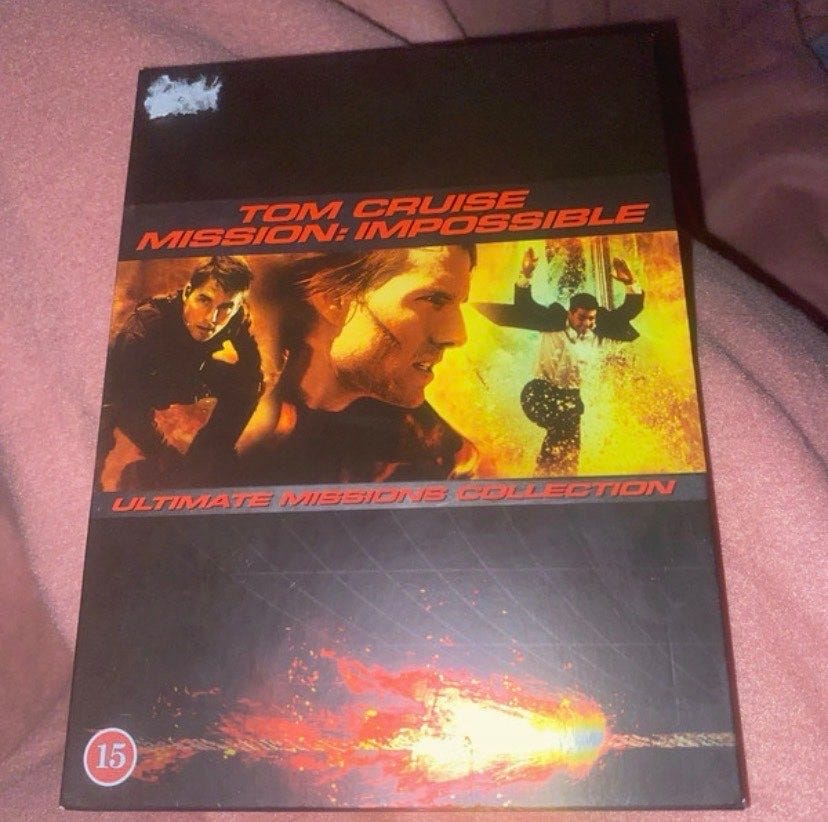 TOM CRUISE
MISSION: IMPOSSIBLE
ULTIMATE MISSIONS COLLECTION
15